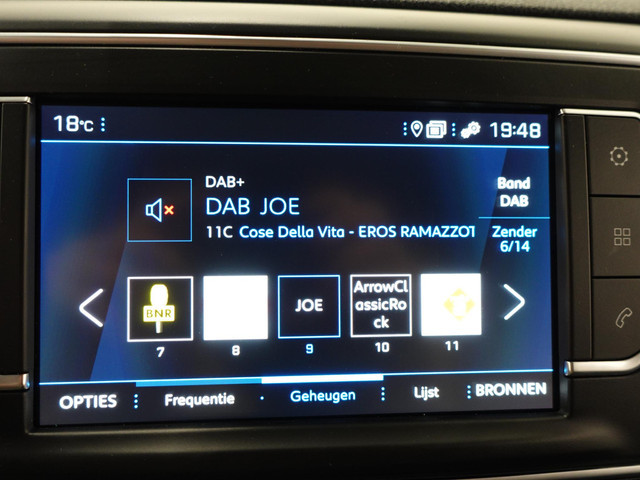 18°C
19:48
DAB+
DAB JOE
11C Cose Della Vita - EROS RAMAZZOT
Band
DAB
Zender
6/14
BNR
JOE
ArrowCl
assicRo
ck
7
8
9
10
11
OPTIES
Frequentie
Geheugen
Lijst
BRONNEN